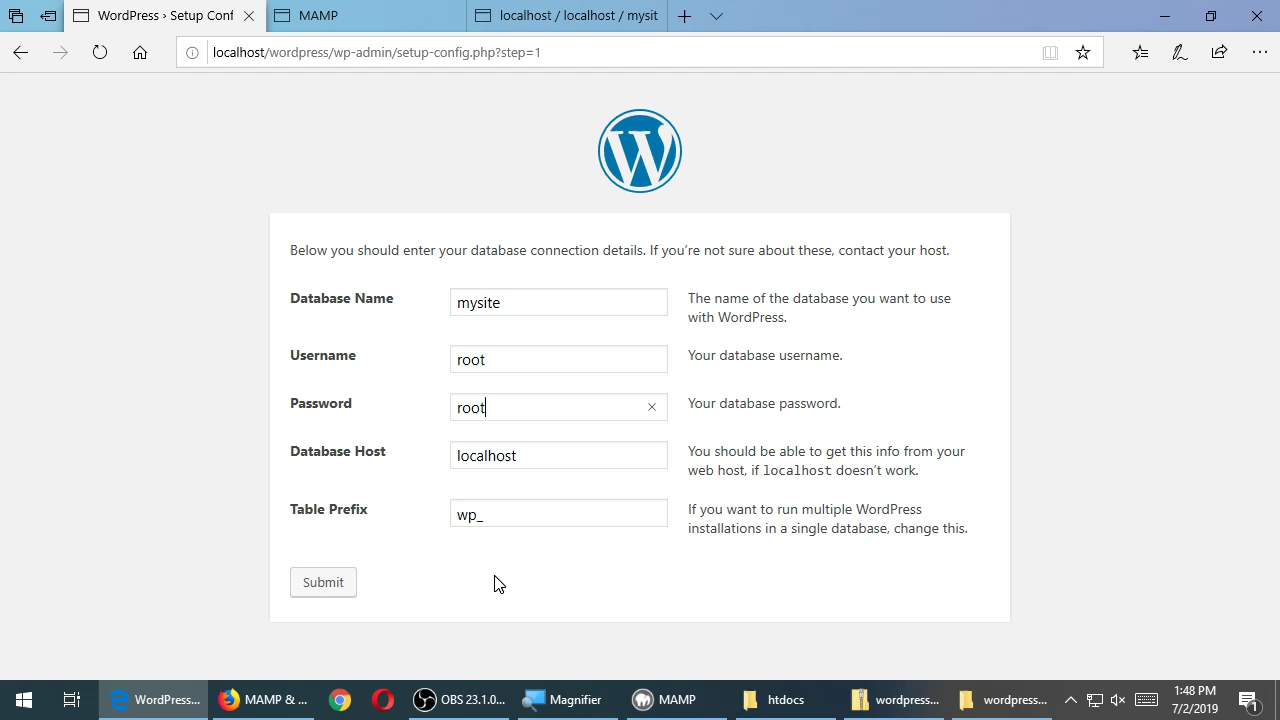 WordPress › Setup Conf
MAMP
localhost / localhost / mysit
localhost/wordpress/wp-admin/setup-config.php?step=1
Below you should enter your database connection details. If you're not sure about these, contact your host.
Database Name
mysite
The name of the database you want to use
with WordPress.
Username
root
Your database username.
Password
root
Your database password.
Database Host
localhost
You should be able to get this info from your
web host, if localhost doesn't work.
Table Prefix
wp_
If you want to run multiple WordPress
installations in a single database, change this.
Submit
WordPress...
MAMP & ...
OBS 23.1.0...
Magnifier
MAMP
htdocs
wordpress...
wordpress...
1:48 PM
7/2/2019
1